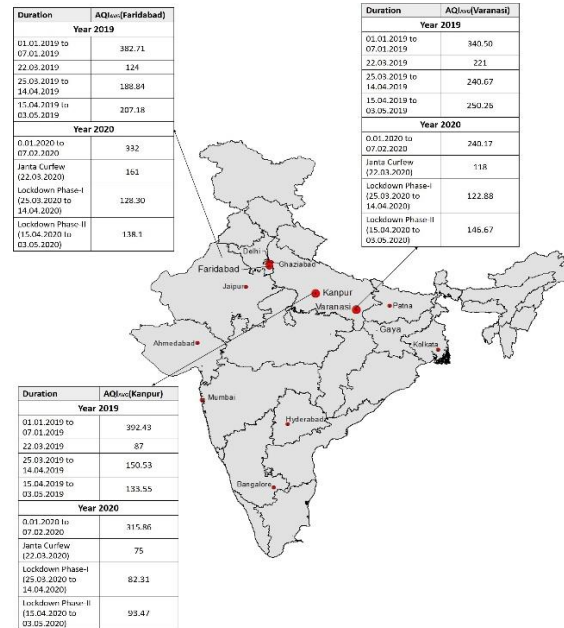 Duration AQIAVG(Faridabad)
Year 2019
01.01.2019 to
07.01.2019
382.71
22.03.2019 124
25.03.2019 to
14.04.2019
188.84
15.04.2019 to
03.05.2019
207.18
Year 2020
0.01.2020 to
07.02.2020
332
Janta Curfew
(22.03.2020)
161
Lockdown Phase-I
(25.03.2020 to
14.04.2020)
128.30
Lockdown Phase-II
(15.04.2020 to
03.05.2020)
138.1
Duration AQIAVG(Varanasi)
Year 2019
01.01.2019 to
07.01.2019
340.50
22.03.2019 221
25.03.2019 to
14.04.2019
240.67
15.04.2019 to
03.05.2019
250.26
Year 2020
0.01.2020 to
07.02.2020
240.17
Janta Curfew
(22.03.2020)
118
Lockdown Phase-I
(25.03.2020 to
14.04.2020)
122.88
Lockdown Phase-II
(15.04.2020 to
03.05.2020)
146.67
Delhi
Ghaziabad
Faridabad
Jaipur
Kanpur
Varanasi
Patna
Gaya
Ahmedabad
Kolkata
Mumbai
Hyderabad
Bangalore
Duration AQIAVG(Kanpur)
Year 2019
01.01.2019 to
07.01.2019
392.43
22.03.2019 87
25.03.2019 to
14.04.2019
150.53
15.04.2019 to
03.05.2019
133.55
Year 2020
0.01.2020 to
07.02.2020
315.86
Janta Curfew
(22.03.2020)
75
Lockdown Phase-I
(25.03.2020 to
14.04.2020)
82.31
Lockdown Phase-II
(15.04.2020 to
03.05.2020)
93.47